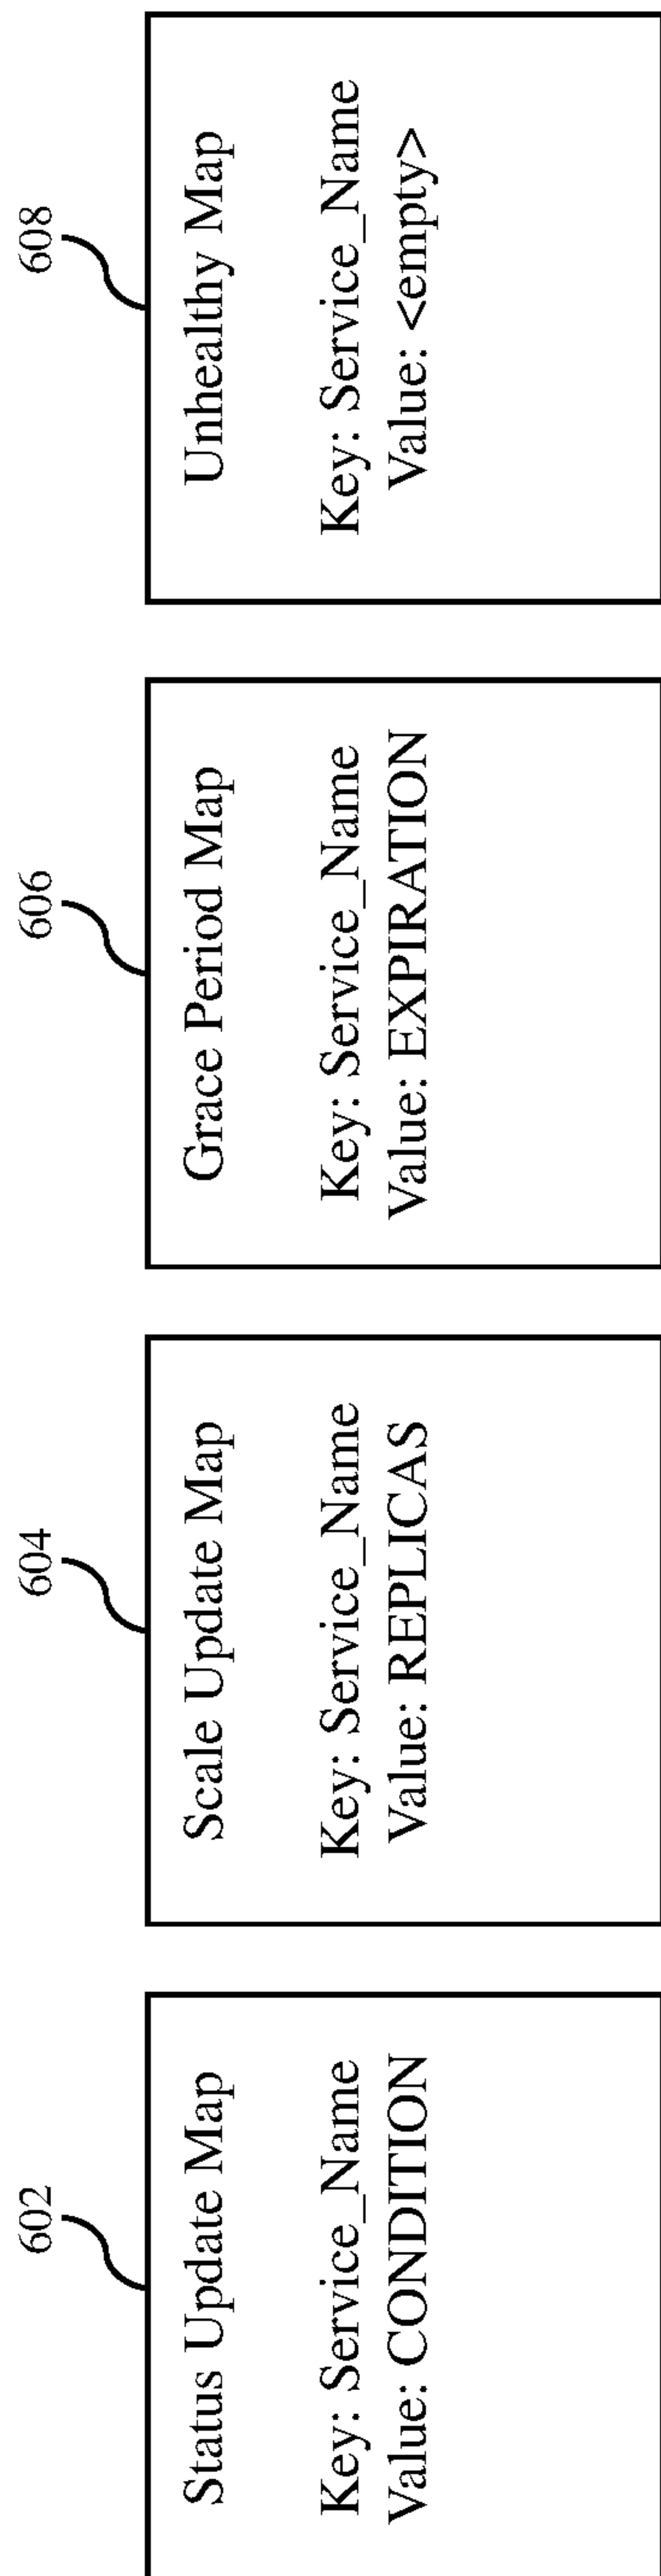 602
Status Update Map
Key: Service_Name
Value: CONDITION
604
Scale Update Map
Key: Service_Name
Value: REPLICAS
606
Grace Period Map
Key: Service_Name
Value: EXPIRATION
608
Unhealthy Map
Key: Service_Name
Value: <empty>